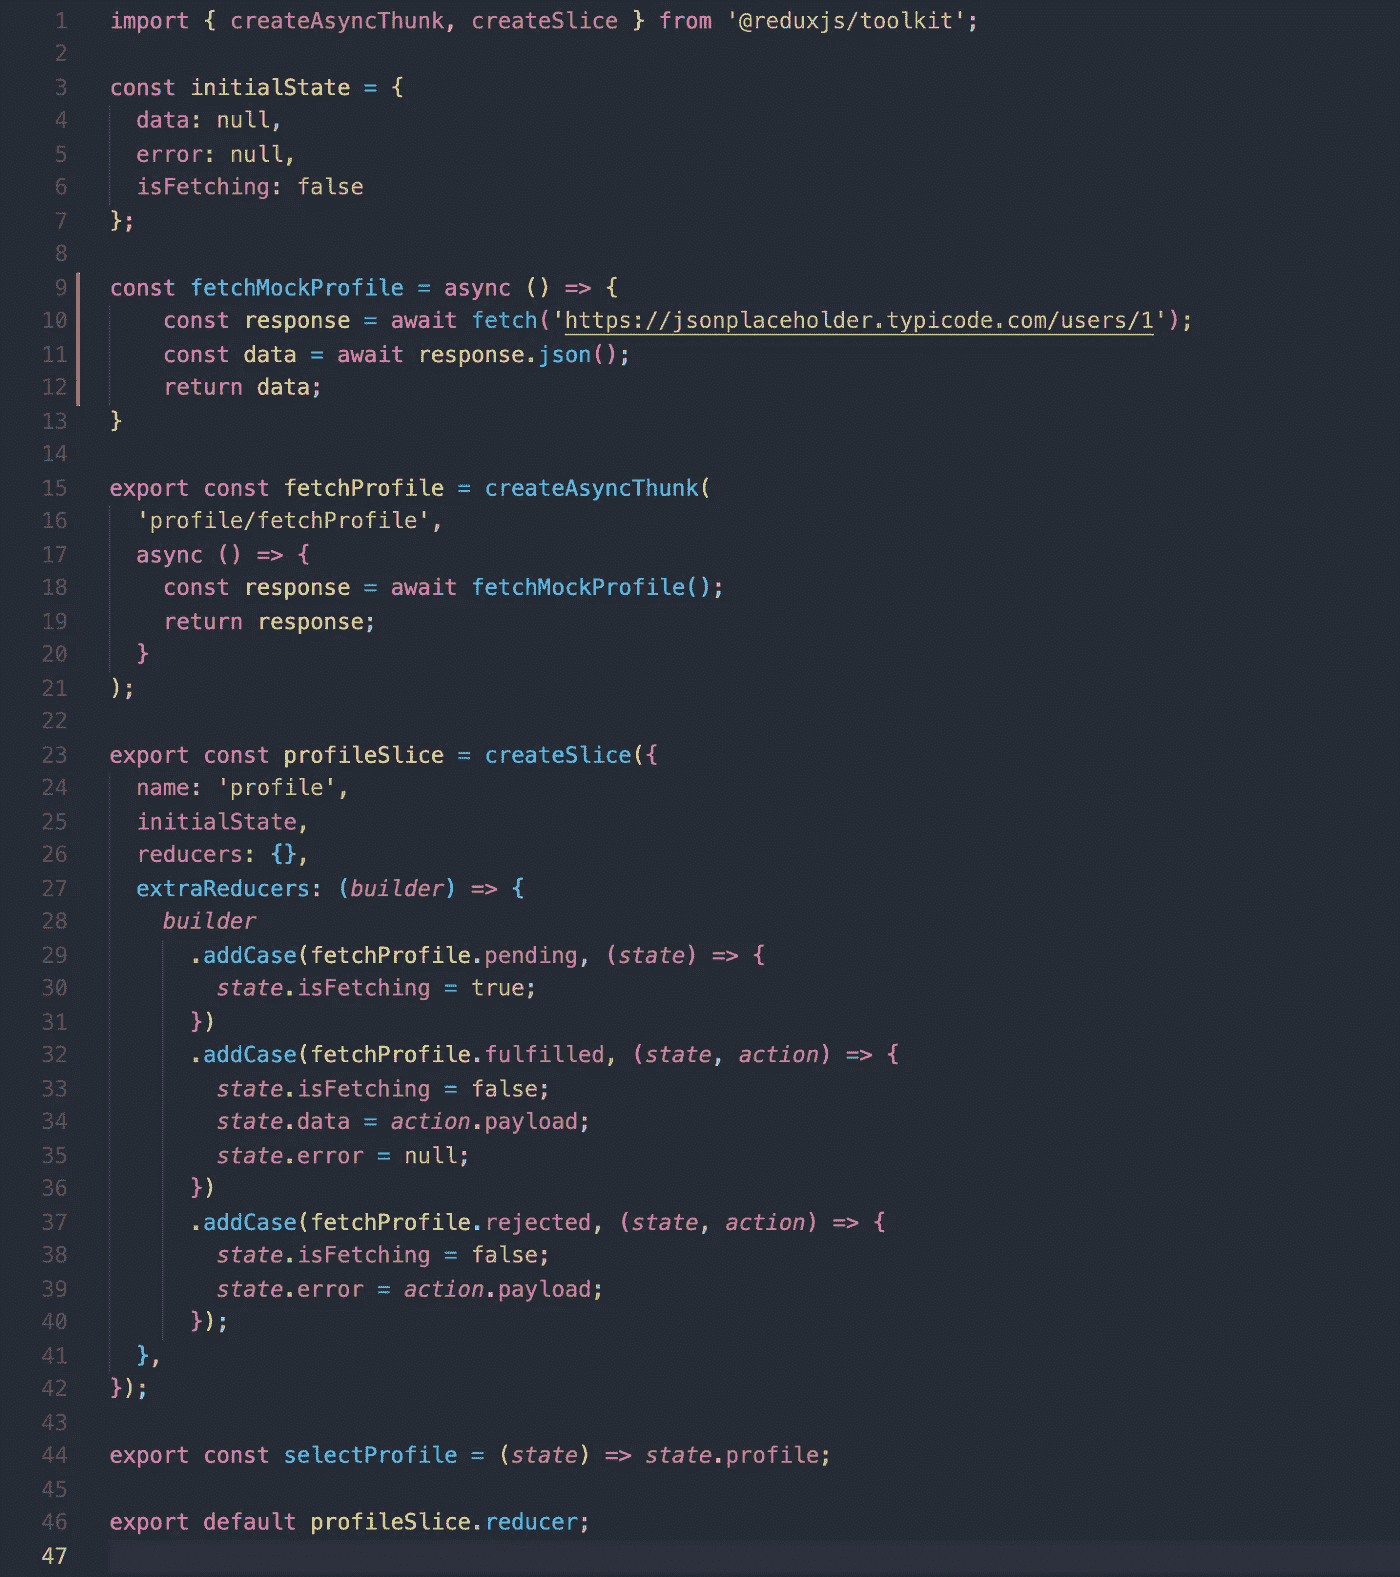 1 import { createAsyncThunk, createSlice } from '@reduxjs/toolkit';
2
3 const initialState = {
4   data: null,
5   error: null,
6   isFetching: false
7 };
8
9 const fetchMockProfile = async () => {
10     const response = await fetch('https://jsonplaceholder.typicode.com/users/1');
11     const data = await response.json();
12     return data;
13 }
14
15 export const fetchProfile = createAsyncThunk(
16   'profile/fetchProfile',
17   async () => {
18     const response = await fetchMockProfile();
19     return response;
20   }
21 );
22
23 export const profileSlice = createSlice({
24   name: 'profile',
25   initialState,
26   reducers: {},
27   extraReducers: (builder) => {
28     builder
29       .addCase(fetchProfile.pending, (state) => {
30         state.isFetching = true;
31       })
32       .addCase(fetchProfile.fulfilled, (state, action) => {
33         state.isFetching = false;
34         state.data = action.payload;
35         state.error = null;
36       })
37       .addCase(fetchProfile.rejected, (state, action) => {
38         state.isFetching = false;
39         state.error = action.payload;
40       });
41   },
42 });
43
44 export const selectProfile = (state) => state.profile;
45
46 export default profileSlice.reducer;
47